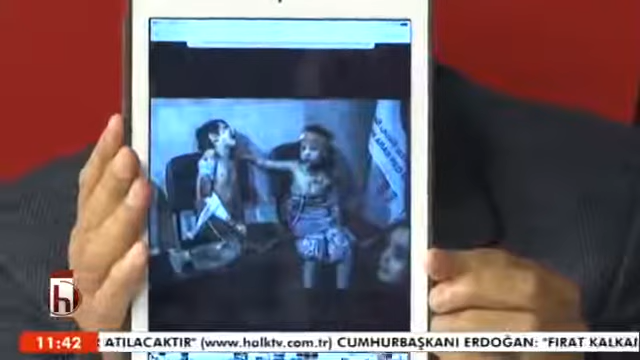 h
11:42 ATILACAKTIR" (www.halktv.com.tr) CUMHURBAŞKANI ERDOĞAN: "FIRAT KALKA